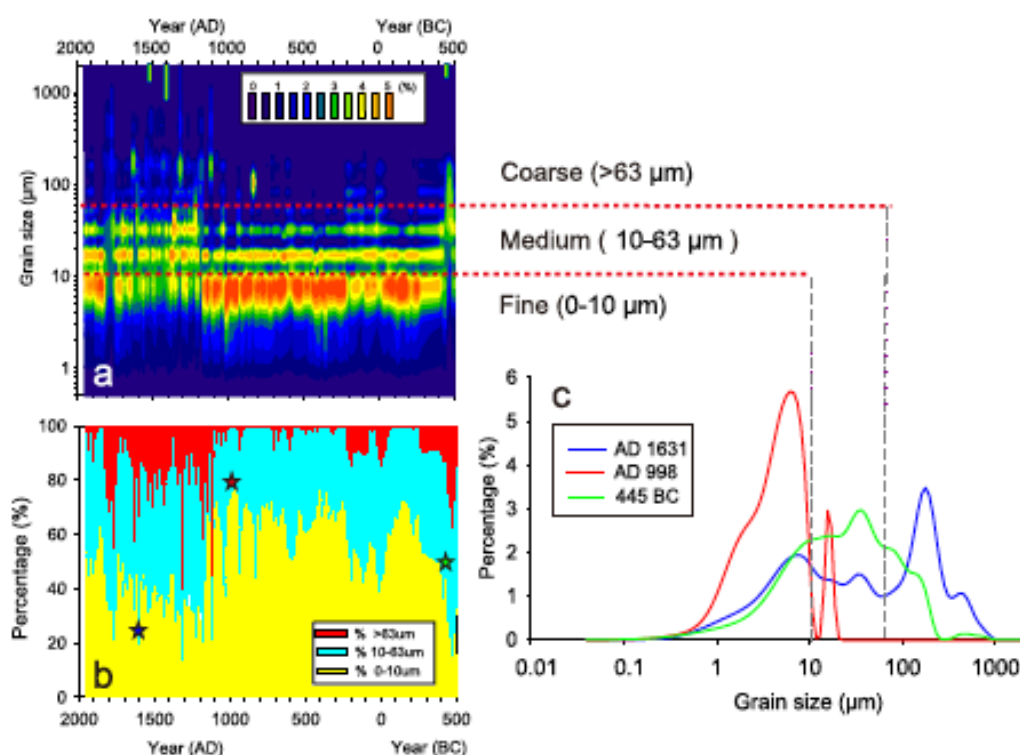 Year (AD) Year (BC)
2000 1500 1000 500 0 500
0 1 2 3 4 5 (%)
1000
100
10
1
Grain size (µm)
a
Coarse (>63 µm)
Medium ( 10-63 µm )
Fine (0-10 µm)
100
80
60
40
20
0
Percentage (%)
% >63um
% 10-63um
% 0-10um
b
2000 1500 1000 500 0 500
Year (AD) Year (BC)
6
5
4
3
2
1
0
Percentage (%)
C
AD 1631
AD 998
445 BC
0.01 0.1 1 10 100 1000
Grain size (µm)